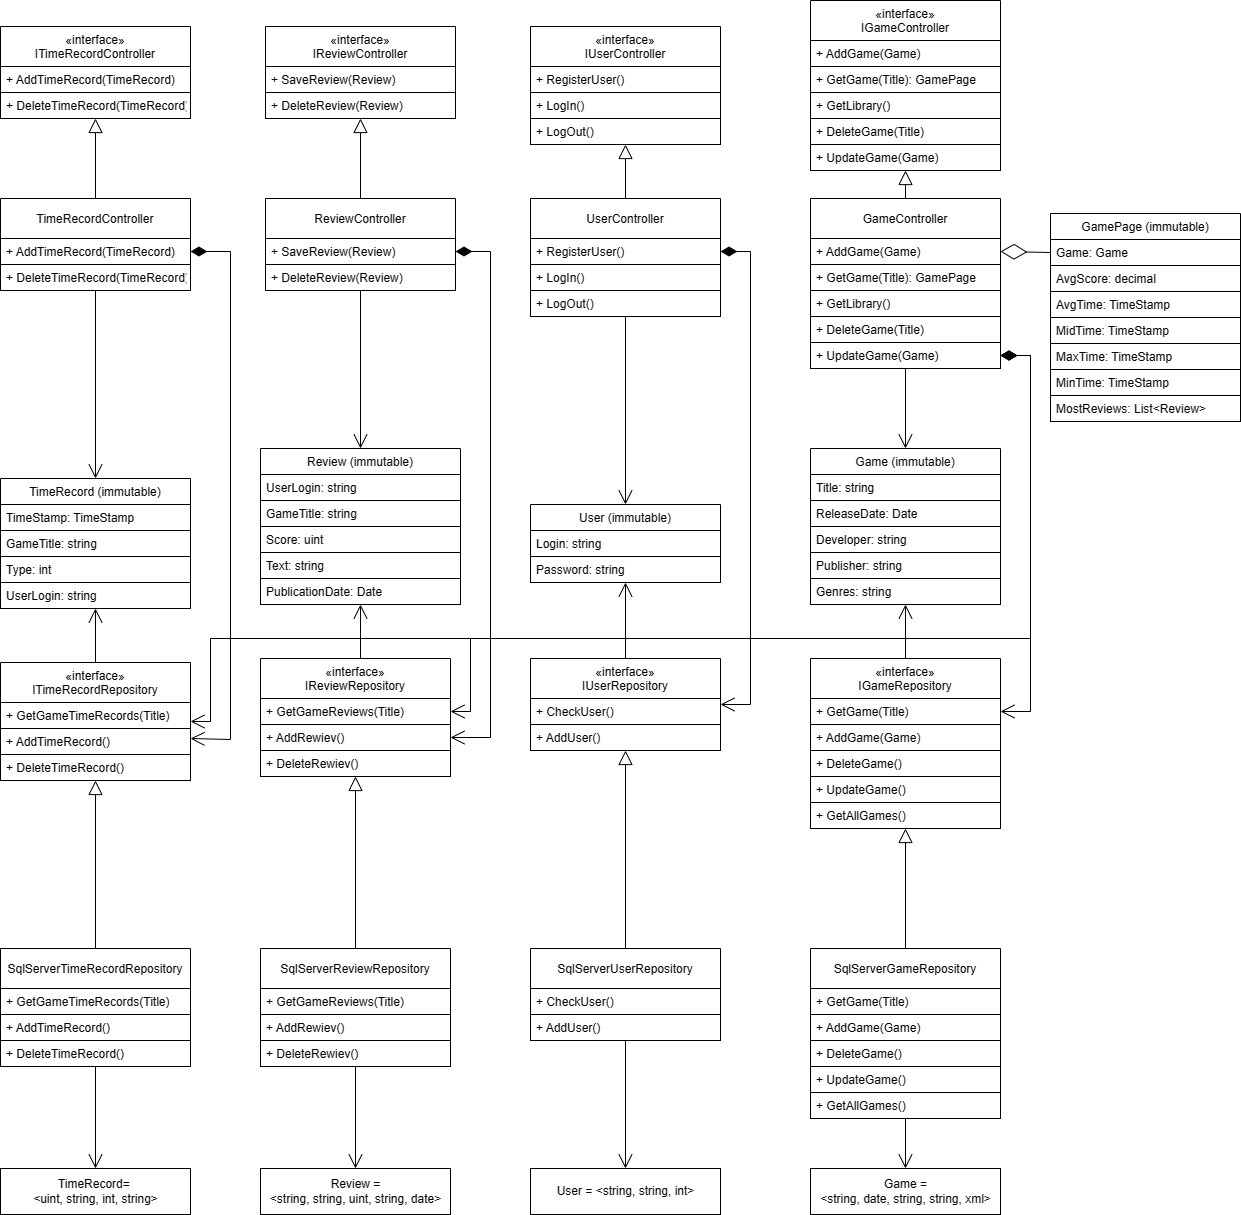 «interface»
ITimeRecordController
+ AddTimeRecord(TimeRecord)
+ DeleteTimeRecord(TimeRecord)
«interface»
IReviewController
+ SaveReview(Review)
+ DeleteReview(Review)
«interface»
IUserController
+ RegisterUser()
+ LogIn()
+ LogOut()
«interface»
IGameController
+ AddGame(Game)
+ GetGame(Title): GamePage
+ GetLibrary()
+ DeleteGame(Title)
+ UpdateGame(Game)
TimeRecordController
+ AddTimeRecord(TimeRecord)
+ DeleteTimeRecord(TimeRecord)
ReviewController
+ SaveReview(Review)
+ DeleteReview(Review)
UserController
+ RegisterUser()
+ LogIn()
+ LogOut()
GameController
+ AddGame(Game)
+ GetGame(Title): GamePage
+ GetLibrary()
+ DeleteGame(Title)
+ UpdateGame(Game)
GamePage (immutable)
Game: Game
AvgScore: decimal
AvgTime: TimeStamp
MidTime: TimeStamp
MaxTime: TimeStamp
MinTime: TimeStamp
MostReviews: List<Review>
TimeRecord (immutable)
TimeStamp: TimeStamp
GameTitle: string
Type: int
UserLogin: string
Review (immutable)
UserLogin: string
GameTitle: string
Score: uint
Text: string
PublicationDate: Date
User (immutable)
Login: string
Password: string
Game (immutable)
Title: string
ReleaseDate: Date
Developer: string
Publisher: string
Genres: string
«interface»
ITimeRecordRepository
+ GetGameTimeRecords(Title)
+ AddTimeRecord()
+ DeleteTimeRecord()
«interface»
IReviewRepository
+ GetGameReviews(Title)
+ AddRewiev()
+ DeleteRewiev()
«interface»
IUserRepository
+ CheckUser()
+ AddUser()
«interface»
IGameRepository
+ GetGame(Title)
+ AddGame(Game)
+ DeleteGame()
+ UpdateGame()
+ GetAllGames()
SqlServerTimeRecordRepository
+ GetGameTimeRecords(Title)
+ AddTimeRecord()
+ DeleteTimeRecord()
SqlServerReviewRepository
+ GetGameReviews(Title)
+ AddRewiev()
+ DeleteRewiev()
SqlServerUserRepository
+ CheckUser()
+ AddUser()
SqlServerGameRepository
+ GetGame(Title)
+ AddGame(Game)
+ DeleteGame()
+ UpdateGame()
+ GetAllGames()
TimeRecord=
<uint, string, int, string>
Review =
<string, string, uint, string, date>
User = <string, string, int>
Game =
<string, date, string, string, xml>